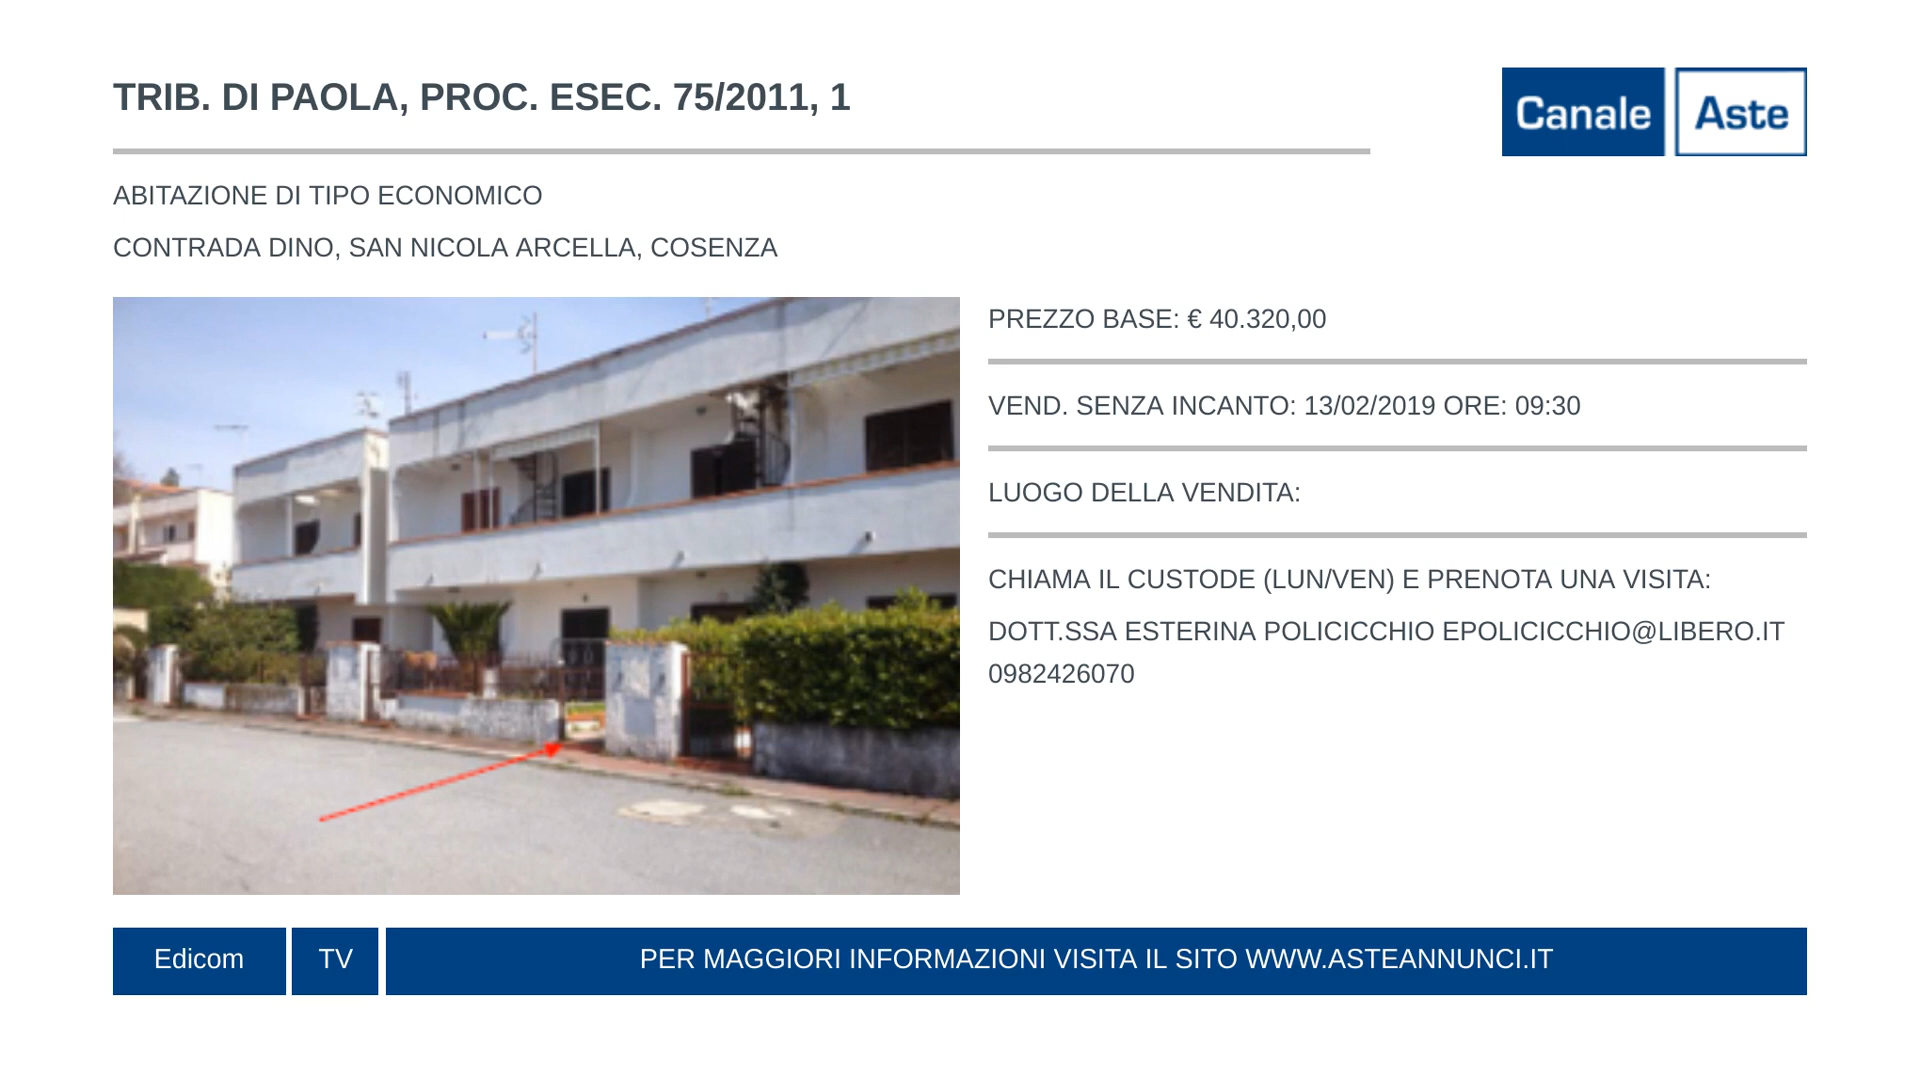 TRIB. DI PAOLA, PROC. ESEC. 75/2011, 1
Canale Aste
ABITAZIONE DI TIPO ECONOMICO
CONTRADA DINO, SAN NICOLA ARCELLA, COSENZA
PREZZO BASE: € 40.320,00
VEND. SENZA INCANTO: 13/02/2019 ORE: 09:30
LUOGO DELLA VENDITA:
CHIAMA IL CUSTODE (LUN/VEN) E PRENOTA UNA VISITA:
DOTT.SSA ESTERINA POLICICCHIO EPOLICICCHIO@LIBERO.IT
0982426070
Edicom TV PER MAGGIORI INFORMAZIONI VISITA IL SITO WWW.ASTEANNUNCI.IT